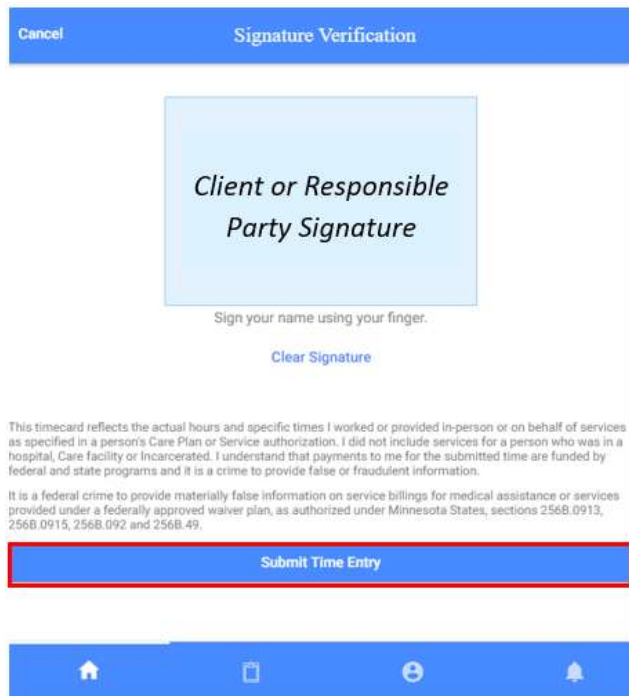 Cancel
Signature Verification
Client or Responsible
Party Signature
Sign your name using your finger.
Clear Signature
This timecard reflects the actual hours and specific times I worked or provided in-person or on behalf of services
as specified in a person's Care Plan or Service authorization. I did not include services for a person who was in a
hospital, Care facility or Incarcerated. I understand that payments to me for the submitted time are funded by
federal and state programs and it is a crime to provide false or fraudulent information.
It is a federal crime to provide materially false information on service billings for medical assistance or services
provided under a federally approved waiver plan, as authorized under Minnesota States, sections 256B.0913,
256B.0915, 256B.092 and 256B.49.
Submit Time Entry